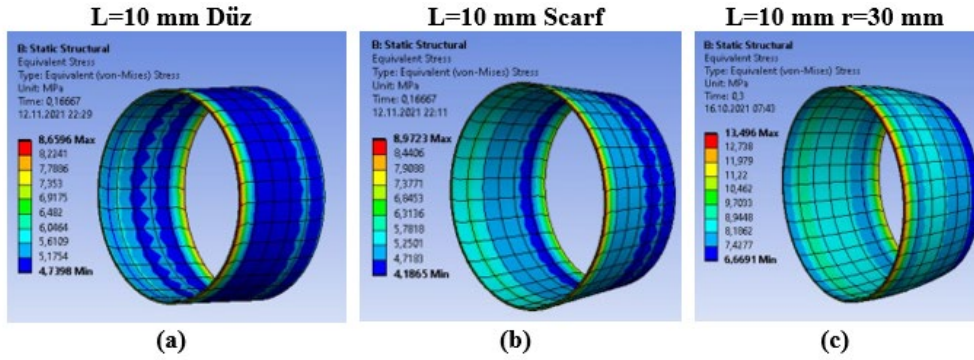 L=10 mm Düz
L=10 mm Scarf
L=10 mm r=30 mm
B: Static Structural
Equivalent Stress
Type: Equivalent (von-Mises) Stress
Unit: MPa
Time: 0,16667
12.11.2021 22:29
8,6596 Max
8,2241
7,7886
7,353
6,9175
6,482
6,0464
5,6109
5,1754
4,7398 Min
B: Static Structural
Equivalent Stress
Type: Equivalent (von-Mises) Stress
Unit: MPa
Time: 0,16667
12.11.2021 22:11
8,9723 Max
8,4406
7,9088
7,3771
6,8453
6,3136
5,7818
5,2501
4,7183
4,1865 Min
B: Static Structural
Equivalent Stress
Type: Equivalent (von-Mises) Stress
Unit: MPa
Time: 0,3
16.10.2021 07:43
13,496 Max
12,738
11,979
11,22
10,462
9,7033
8,9448
8,1862
7,4277
6,6691 Min
(a)
(b)
(c)